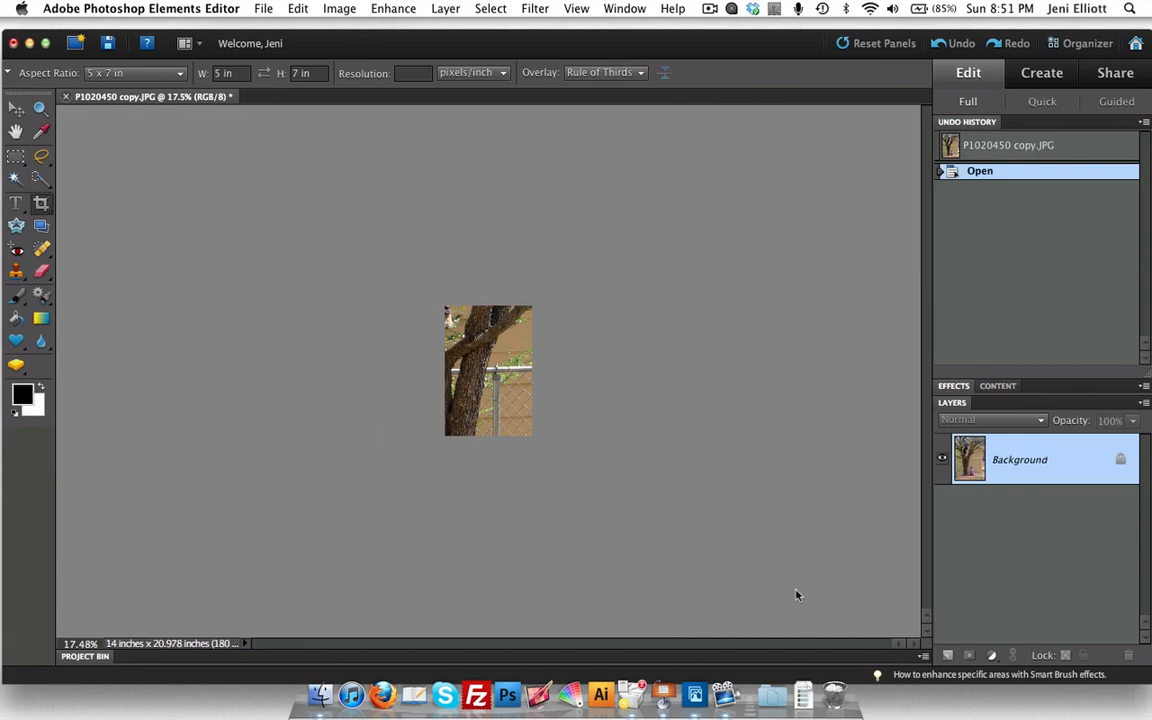 Adobe Photoshop Elements Editor File Edit Image Enhance Layer Select Filter View Window Help (85%) Sun 8:51 PM Jeni Elliott
Welcome, Jeni Reset Panels Undo Redo Organizer
Aspect Ratio: 5 x 7 in W: 5 in H: 7 in Resolution: pixels/inch Overlay: Rule of Thirds
Edit Create Share
P1020450 copy.JPG @ 17.5% (RGB/8) *
Full Quick Guided
UNDO HISTORY
P1020450 copy.JPG
Open
EFFECTS CONTENT
LAYERS
Normal Opacity: 100%
Background
17.48% 14 inches x 20.978 inches (180 ...
PROJECT BIN
Lock:
How to enhance specific areas with Smart Brush effects.
Fz Ps Ai